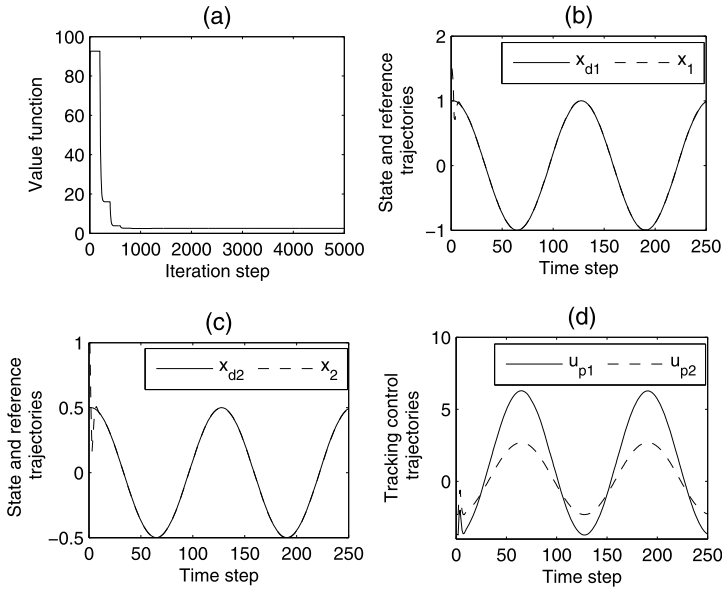 (a)
Value function
100
80
60
40
20
0
0 1000 2000 3000 4000 5000
Iteration step
(b)
State and reference
trajectories
2
1
0
−1
x_d1 x_1
0 50 100 150 200 250
Time step
(c)
State and reference
trajectories
1
0.5
0
−0.5
x_d2 x_2
0 50 100 150 200 250
Time step
(d)
Tracking control
trajectories
10
5
0
u_p1 u_p2
0 50 100 150 200 250
Time step